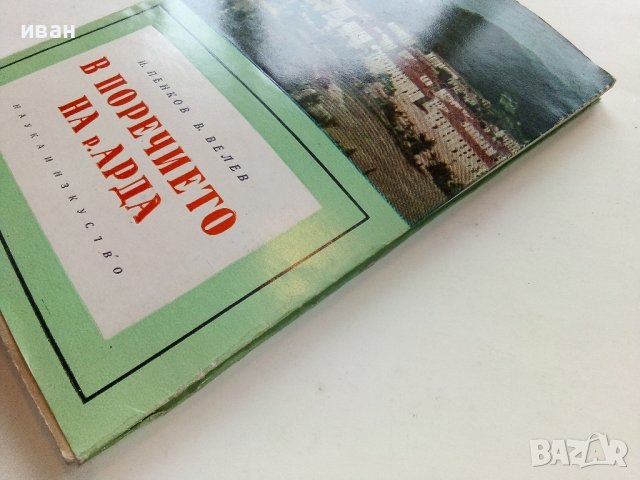 иван
И. ПЕНКОВ В. ВЕЛЕВ
В ПОРЕЧИЕТО
НА р. АРДА
НАУКА И ИЗКУСТВО
BAZAR